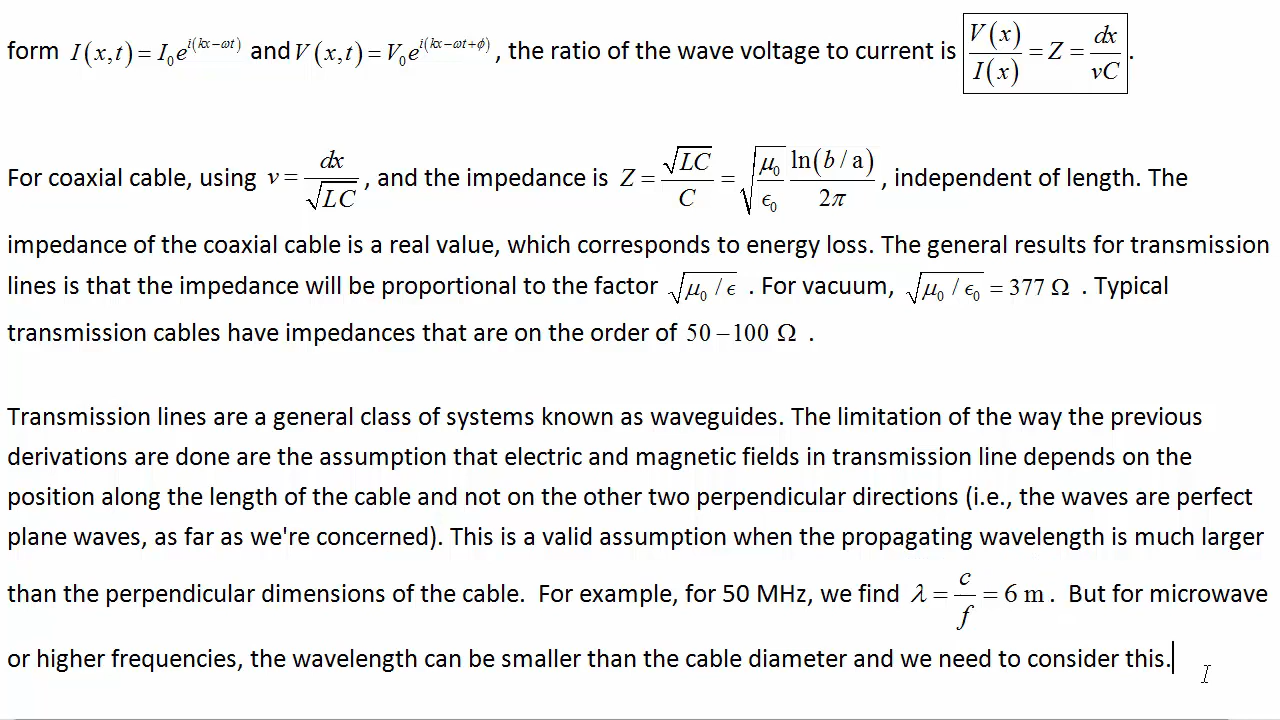 form I(x,t) = I₀e^{i(kx−ωt)} and V(x,t) = V₀e^{i(kx−ωt+ϕ)}, the ratio of the wave voltage to current is V(x)/I(x) = Z = dx/vC.
For coaxial cable, using v = dx/√LC, and the impedance is Z = √LC/C = √(μ₀/ϵ₀) ln(b/a)/2π, independent of length. The
impedance of the coaxial cable is a real value, which corresponds to energy loss. The general results for transmission
lines is that the impedance will be proportional to the factor √(μ₀/ϵ). For vacuum, √(μ₀/ϵ₀) = 377 Ω. Typical
transmission cables have impedances that are on the order of 50−100 Ω.
Transmission lines are a general class of systems known as waveguides. The limitation of the way the previous
derivations are done are the assumption that electric and magnetic fields in transmission line depends on the
position along the length of the cable and not on the other two perpendicular directions (i.e., the waves are perfect
plane waves, as far as we're concerned). This is a valid assumption when the propagating wavelength is much larger
than the perpendicular dimensions of the cable. For example, for 50 MHz, we find λ = c/f = 6 m. But for microwave
or higher frequencies, the wavelength can be smaller than the cable diameter and we need to consider this.